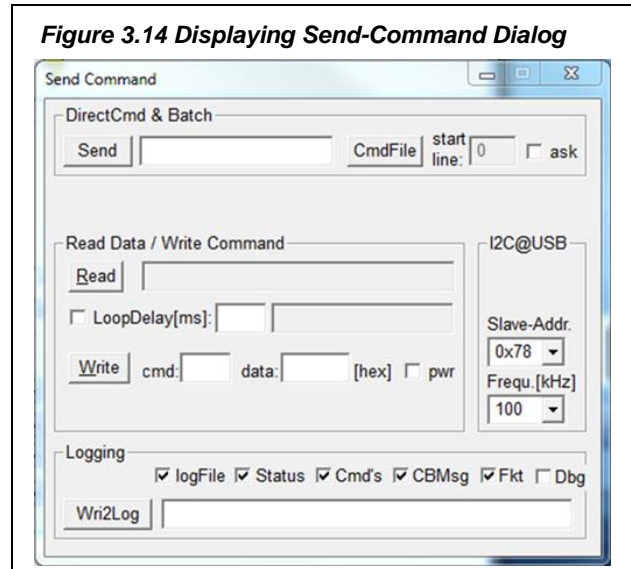 Figure 3.14 Displaying Send-Command Dialog
Send Command
DirectCmd & Batch
Send CmdFile start line: 0 ask
Read Data / Write Command
Read
LoopDelay[ms]:
Write cmd: data: [hex] pwr
I2C@USB
Slave-Addr.
0x78
Frequ.[kHz]
100
Logging
logFile Status Cmd's CBMsg Fkt Dbg
Wri2Log